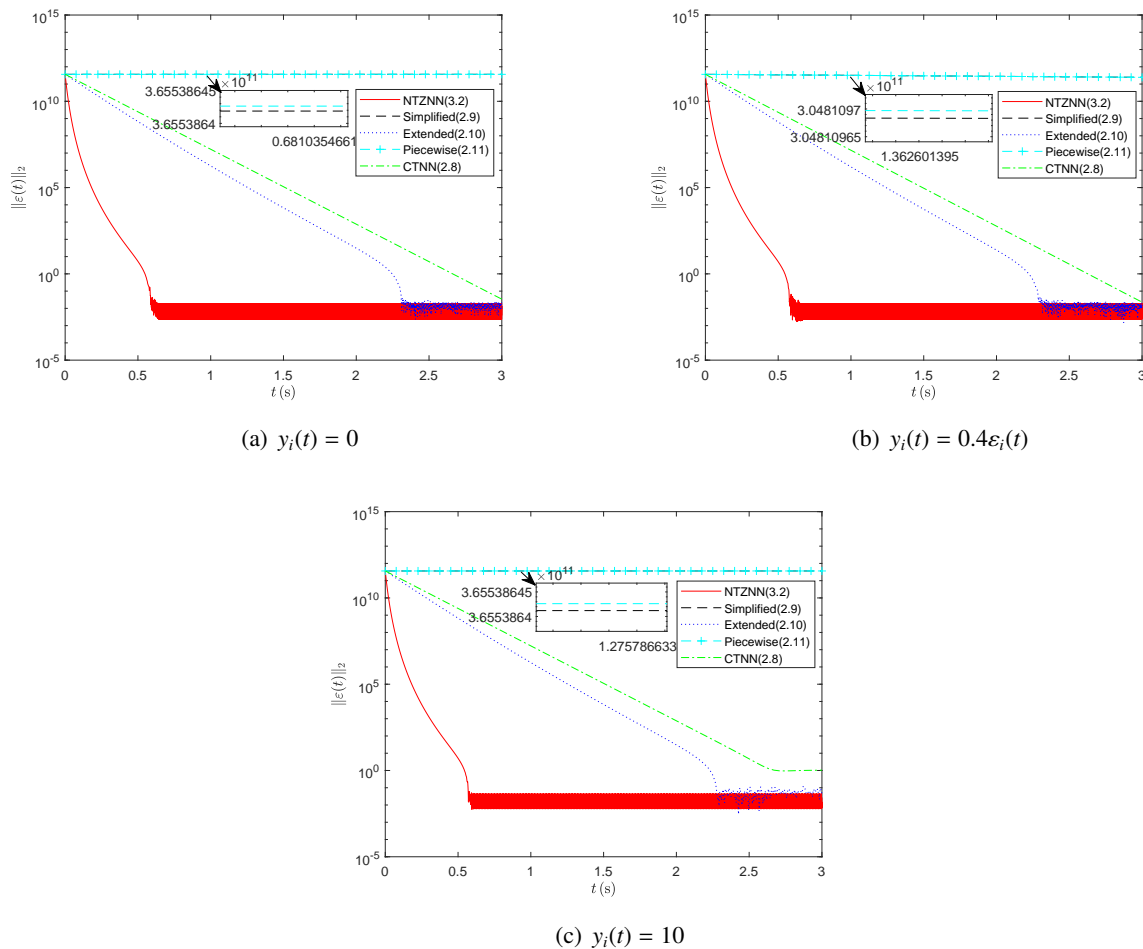 10^15
10^10
10^5
10^0
10^-5
||ε(t)||_2
0
0.5
1
1.5
2
2.5
3
t (s)
×10^11
3.65538645
3.6553864
0.6810354661
NTZNN(3.2)
Simplified(2.9)
Extended(2.10)
Piecewise(2.11)
CTNN(2.8)
(a) y_i(t) = 0
10^15
10^10
10^5
10^0
10^-5
||ε(t)||_2
0
0.5
1
1.5
2
2.5
3
t (s)
×10^11
3.0481097
3.04810965
1.362601395
NTZNN(3.2)
Simplified(2.9)
Extended(2.10)
Piecewise(2.11)
CTNN(2.8)
(b) y_i(t) = 0.4ε_i(t)
10^15
10^10
10^5
10^0
10^-5
||ε(t)||_2
0
0.5
1
1.5
2
2.5
3
t (s)
×10^11
3.65538645
3.6553864
1.275786633
NTZNN(3.2)
Simplified(2.9)
Extended(2.10)
Piecewise(2.11)
CTNN(2.8)
(c) y_i(t) = 10